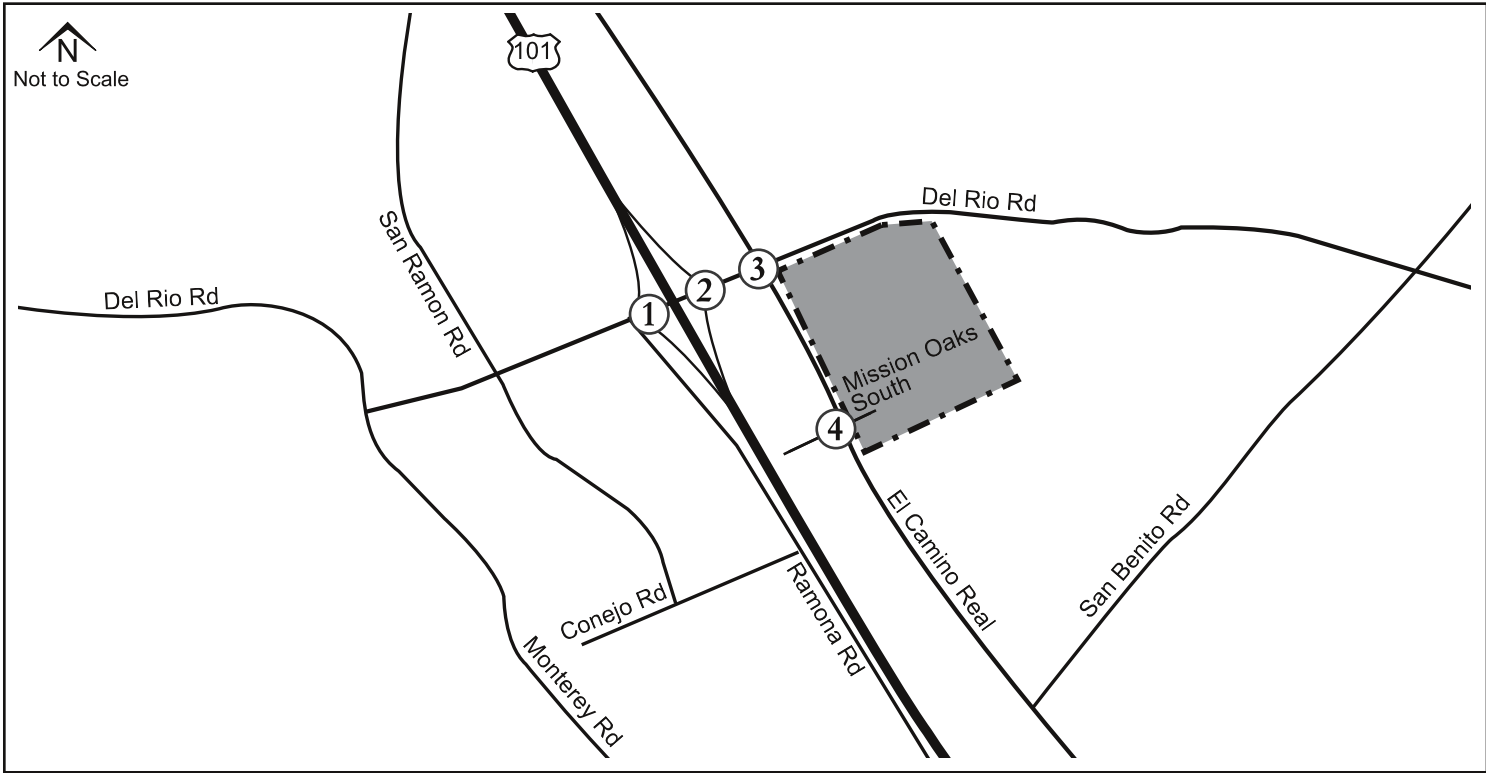 101
N
Not to Scale
Del Rio Rd
San Ramon Rd
3
2
Del Rio Rd
1
Mission Oaks
South
4
El Camino Real
San Benito Rd
Ramona Rd
Conejo Rd
Monterey Rd